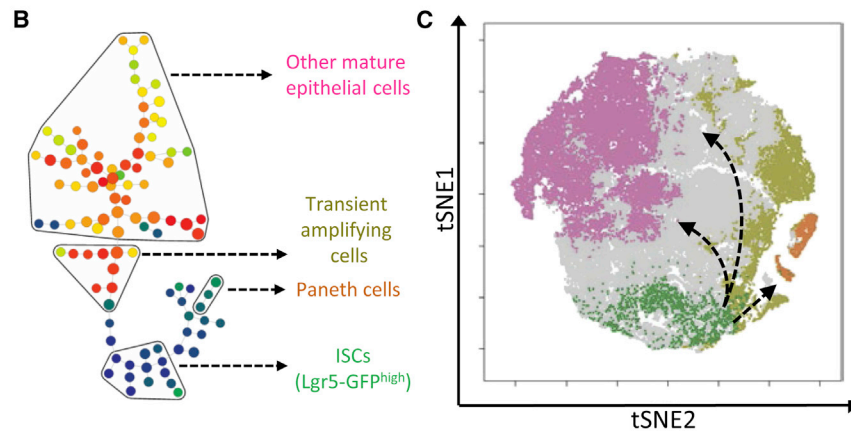 B
Other mature
epithelial cells
Transient
amplifying
cells
Paneth cells
ISCs
(Lgr5-GFPhigh)
C
tSNE1
tSNE2